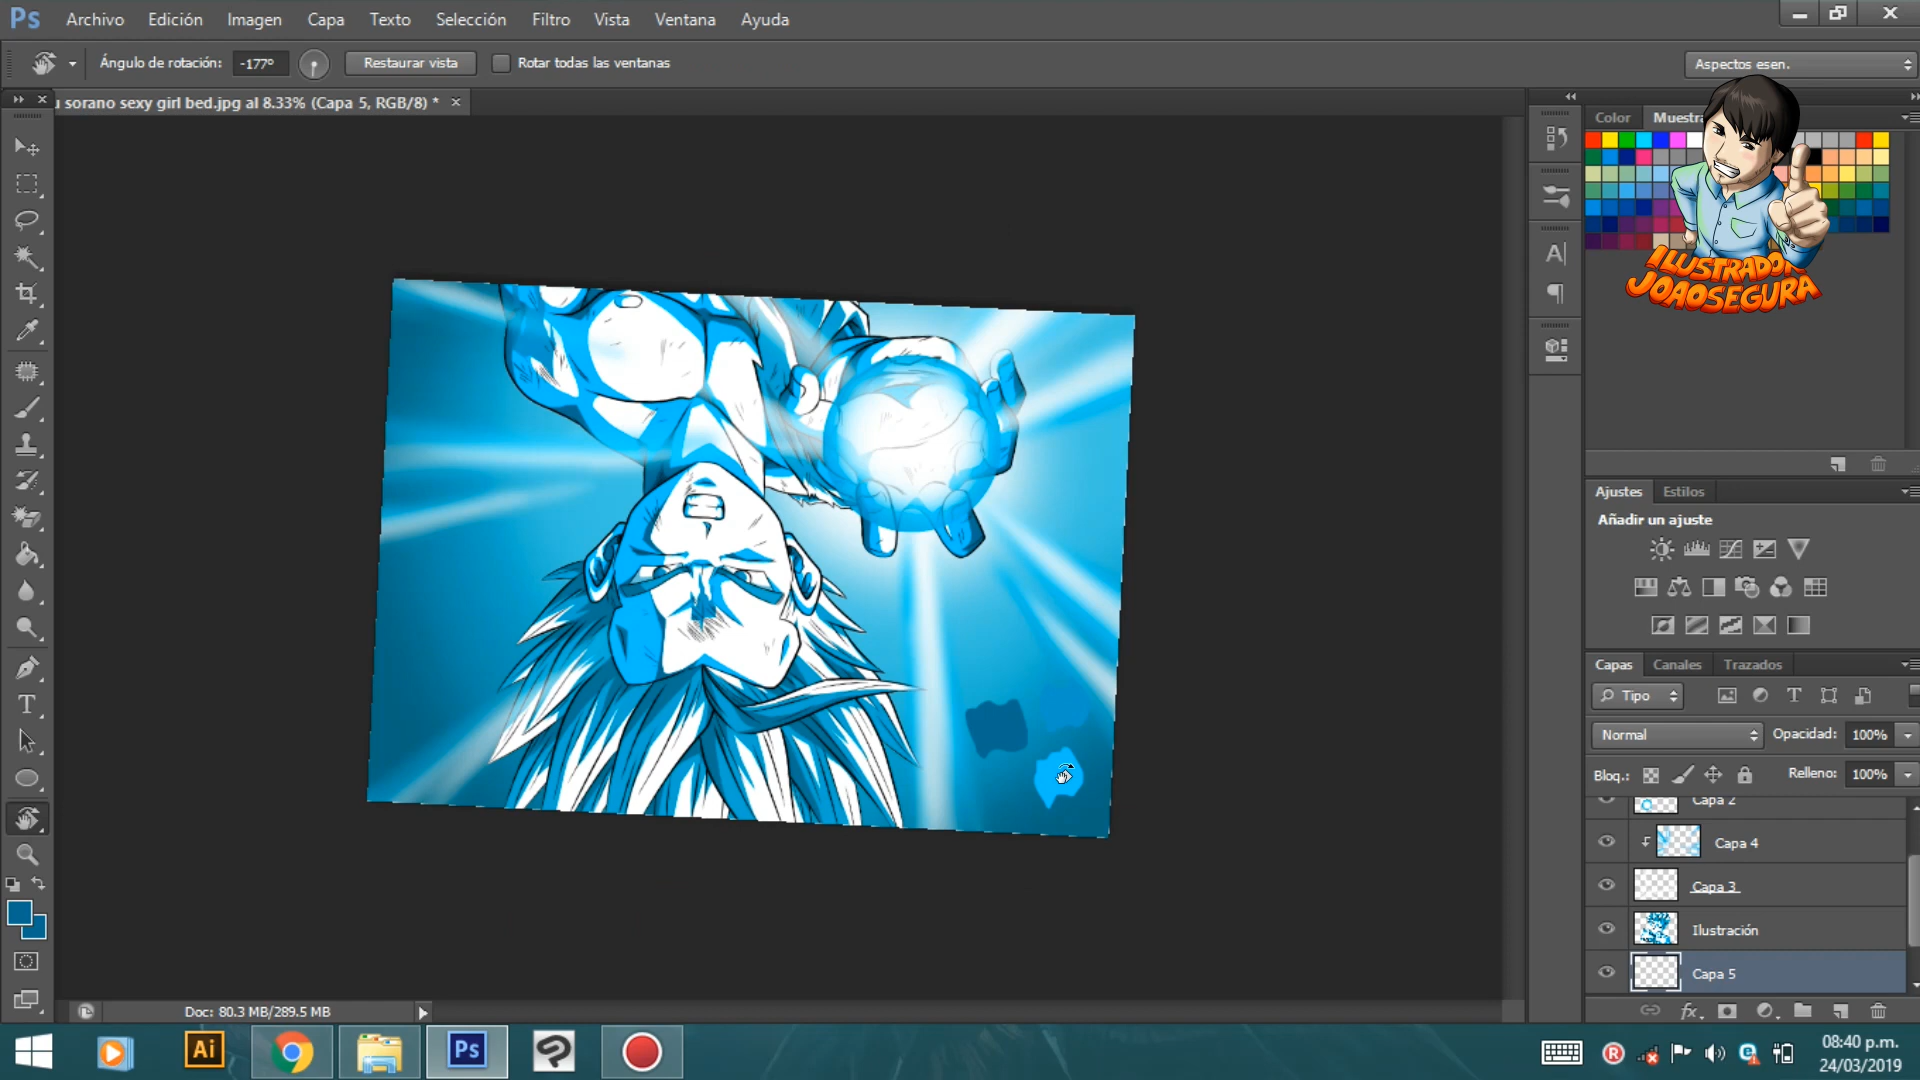 Ps Archivo Edición Imagen Capa Texto Selección Filtro Vista Ventana Ayuda
Ángulo de rotación: -177º Restaurar vista Rotar todas las ventanas Aspectos esen.
sorano sexy girl bed.jpg al 8.33% (Capa 5, RGB/8) *
Color Muestra
ILUSTRADOR
JOAOSEGURA
Ajustes Estilos
Añadir un ajuste
Capas Canales Trazados
Tipo
Normal Opacidad: 100%
Bloq.: Relleno: 100%
Capa 2
Capa 4
Capa 3
Ilustración
Capa 5
Doc: 80.3 MB/289.5 MB
Ai Ps
08:40 p.m.
24/03/2019